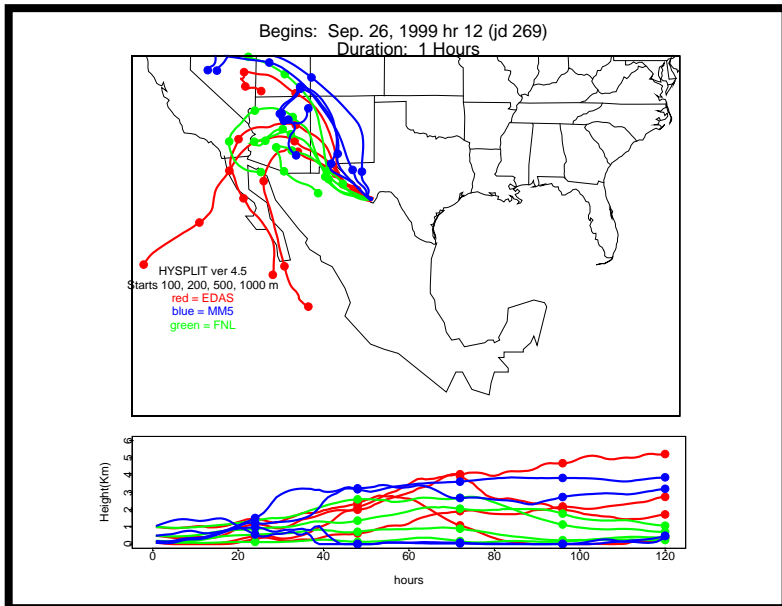 Begins: Sep. 26, 1999 hr 12 (jd 269)
Duration: 1 Hours
HYSPLIT ver 4.5
Starts 100, 200, 500, 1000 m
red = EDAS
blue = MM5
green = FNL
Height(Km)
6
5
4
3
2
1
0
0 20 40 60 80 100 120
hours